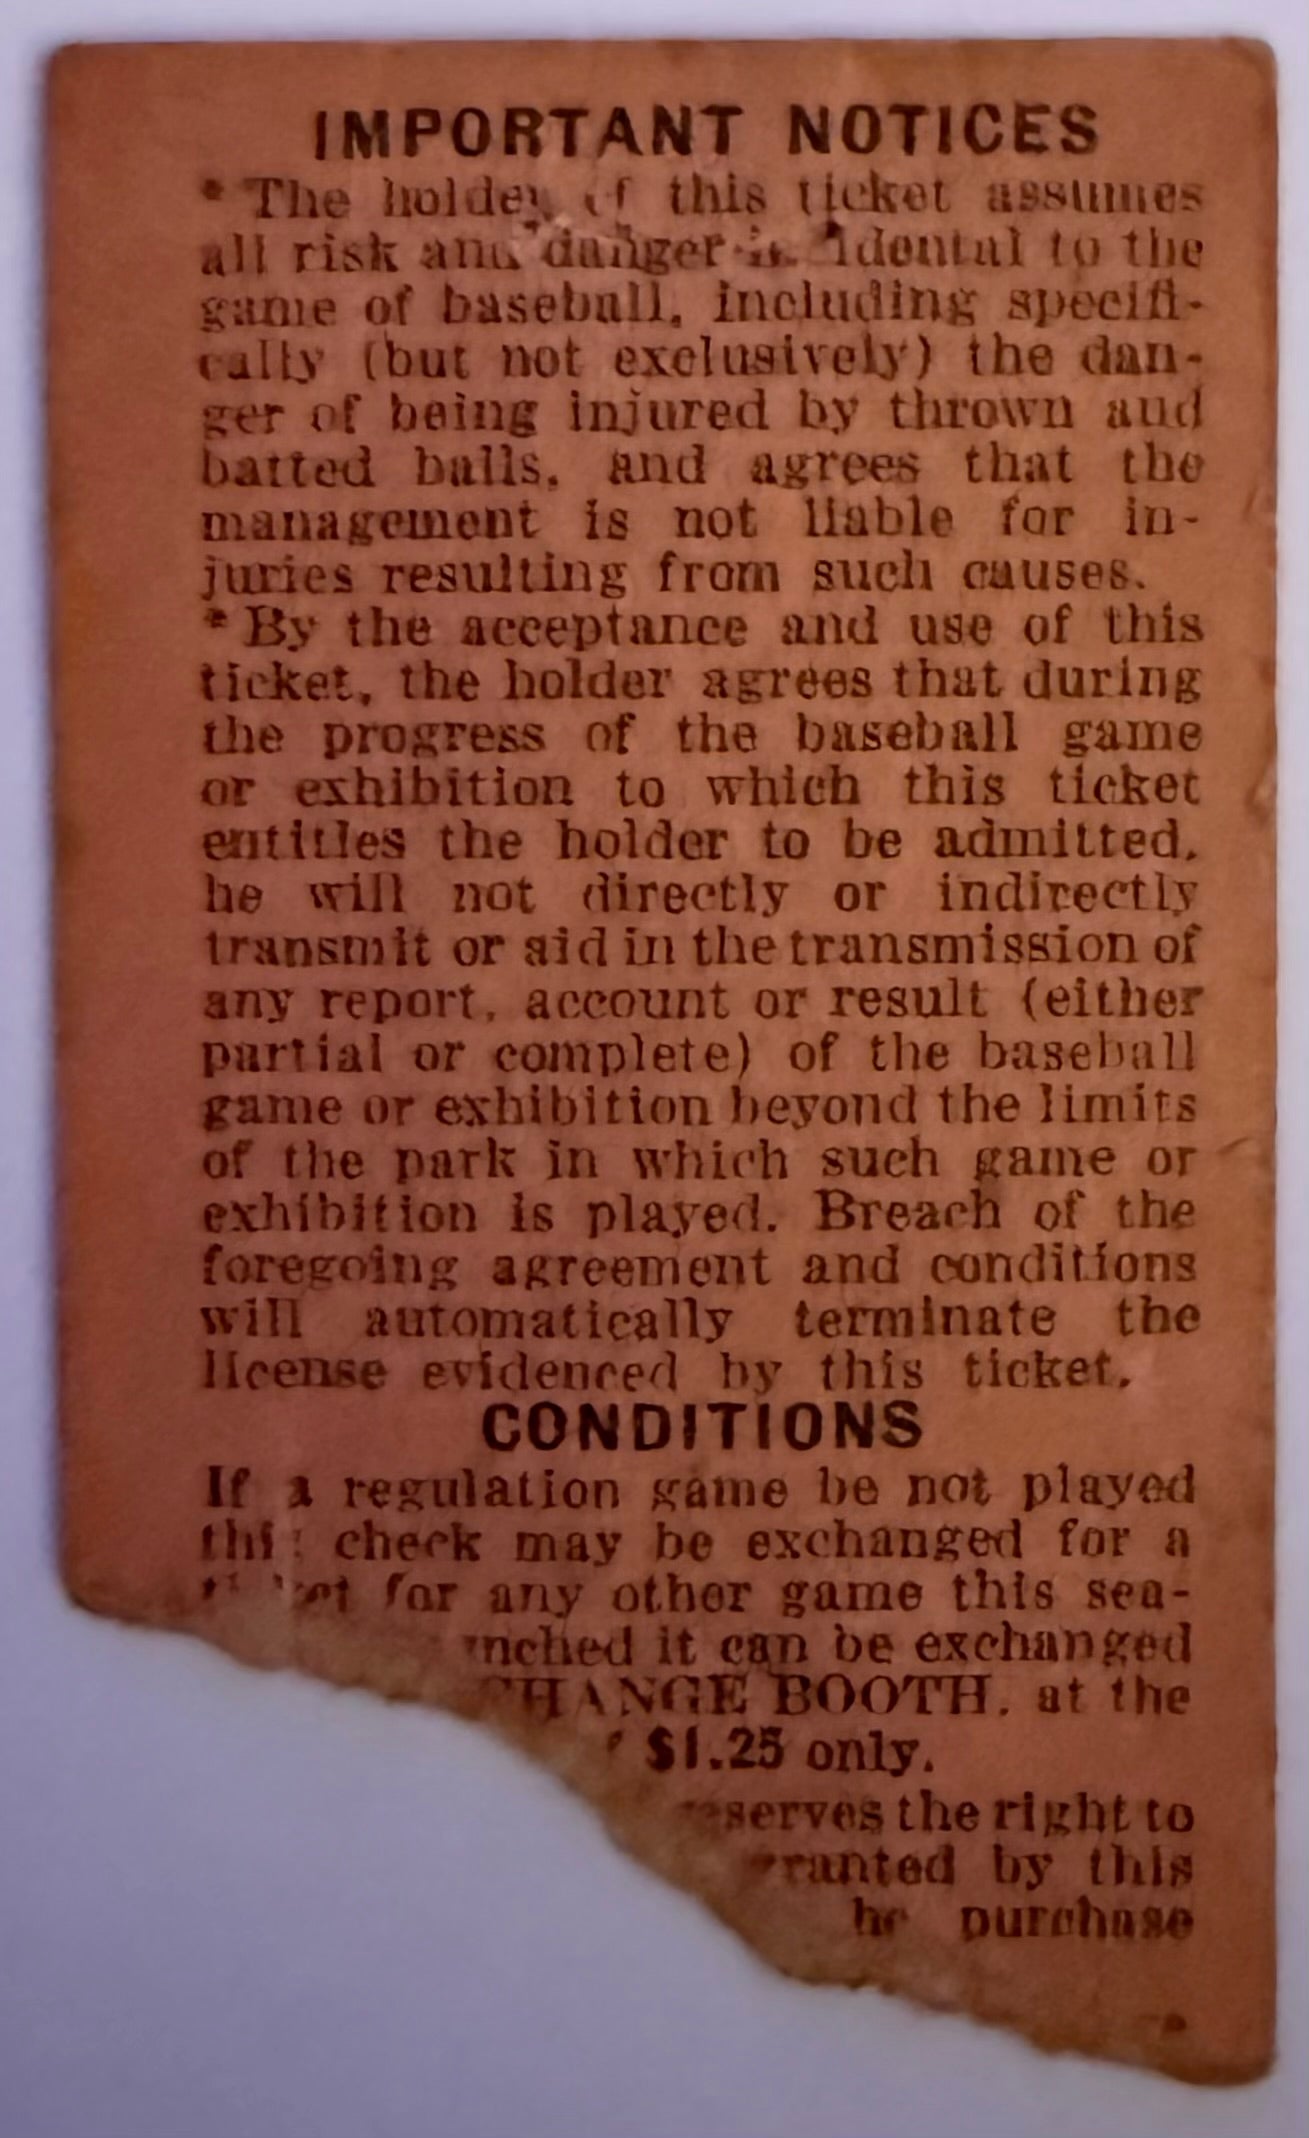 IMPORTANT NOTICES
* The holder of this ticket assumes
all risk and danger to the
game of baseball, including specifi-
cally (but not exclusively) the dan-
ger of being injured by thrown and
batted balls, and agrees that the
management is not liable for in-
juries resulting from such causes.
* By the acceptance and use of this
ticket, the holder agrees that during
the progress of the baseball game
or exhibition to which this ticket
entitles the holder to be admitted,
he will not directly or indirectly
transmit or aid in the transmission of
any report, account or result (either
partial or complete) of the baseball
game or exhibition beyond the limits
of the park in which such game or
exhibition is played. Breach of the
foregoing agreement and conditions
will automatically terminate the
license evidenced by this ticket.
CONDITIONS
If a regulation game be not played
this check may be exchanged for a
for any other game this sea-
it can be exchanged
BOOTH, at the
$1.25 only.
the right to
by this
purchase